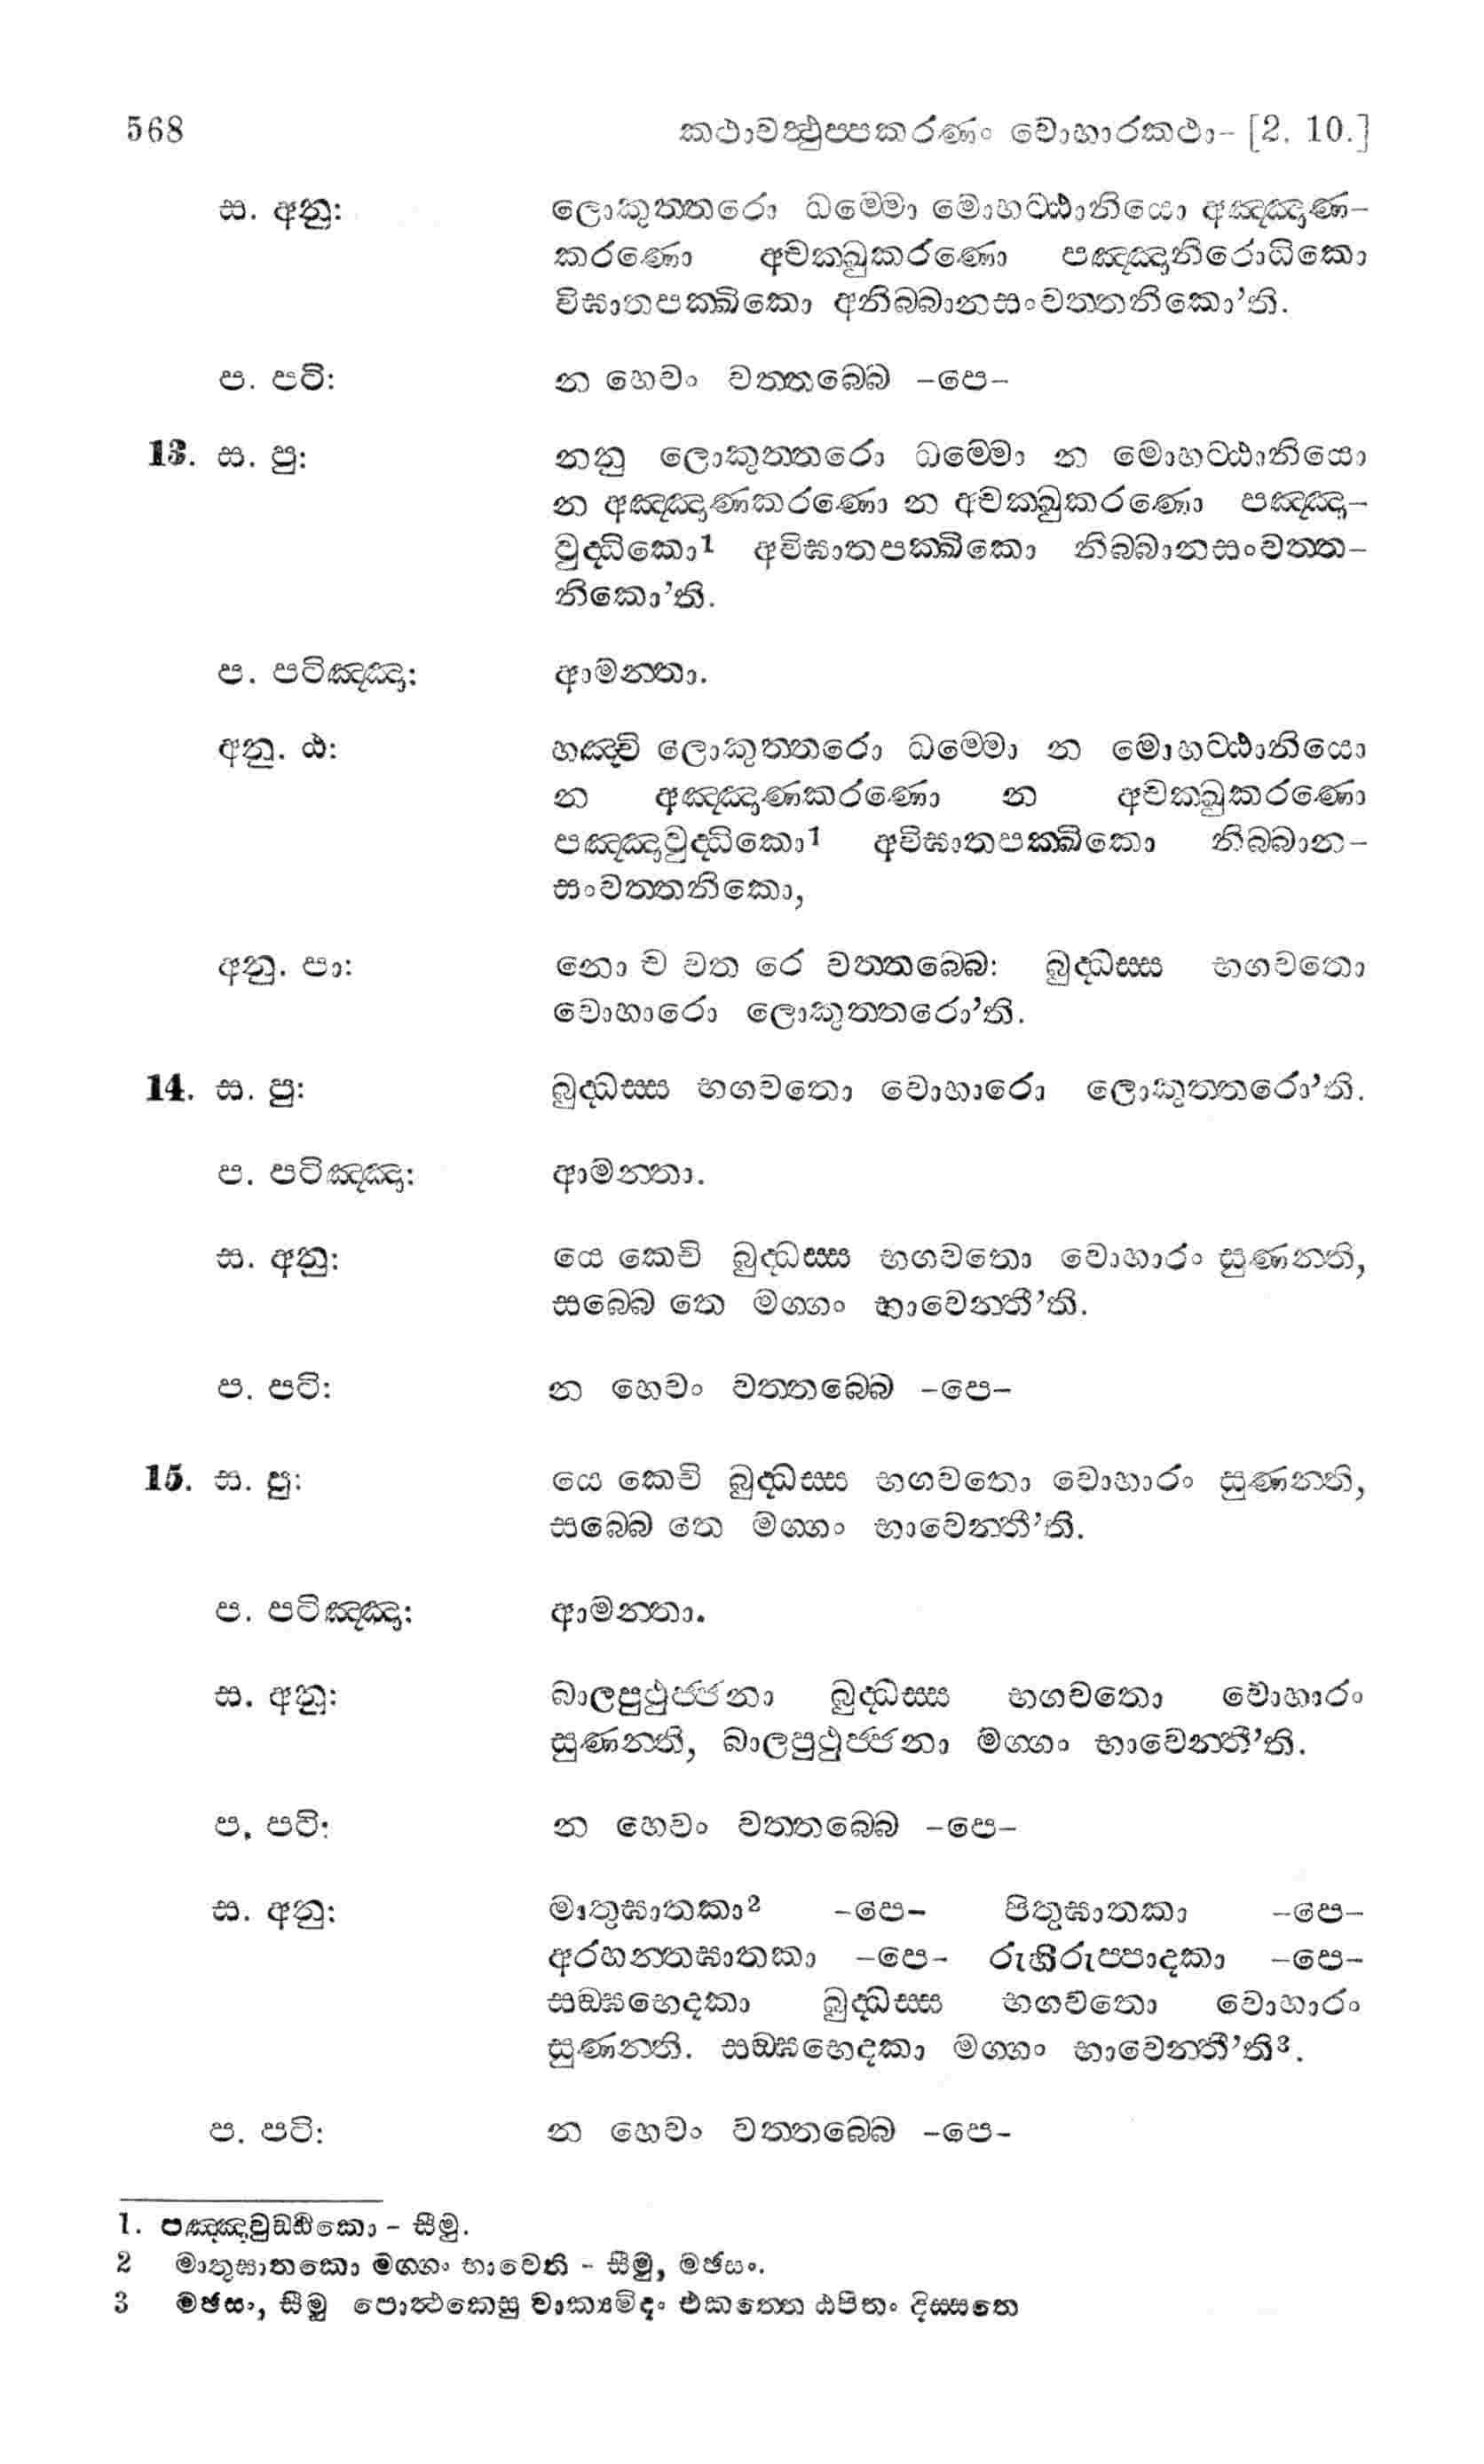 568 කථාවත්‍ථුප්පකරණං වොහාරකථා- [2. 10.]
ස. අනු: ලොකුත්තරො ධම්මො මොහට්ඨානියො අඤ්ඤාණ-
කරණො අචක්ඛුකරණො පඤ්ඤානිරොධිකො
විඝාතපක්ඛිකො අනිබ්බානසංවත්තනිකො'ති.
ප. පටි: න හෙවං වත්තබ්බෙ -පෙ-
13. ස. පු: නනු ලොකුත්තරො ධම්මො න මොහට්ඨානියො
න අඤ්ඤාණකරණො න අචක්ඛුකරණො පඤ්ඤා-
වුද්ධිකො1 අවිඝාතපක්ඛිකො නිබ්බානසංවත්ත-
නිකො'ති.
ප. පටිඤ්ඤා: ආමන්තා.
අනු. ඨ: හඤ්චි ලොකුත්තරො ධම්මො න මොහට්ඨානියො
න අඤ්ඤාණකරණො න අචක්ඛුකරණො
පඤ්ඤාවුද්ධිකො1 අවිඝාතපක්ඛිකො නිබ්බාන-
සංවත්තනිකො,
අනු. පා: නො ච වත රෙ වත්තබ්බෙ: බුද්ධස්ස භගවතො
වොහාරො ලොකුත්තරො'ති.
14. ස. පු: බුද්ධස්ස භගවතො වොහාරො ලොකුත්තරො'ති.
ප. පටිඤ්ඤා: ආමන්තා.
ස. අනු: යෙ කෙචි බුද්ධස්ස භගවතො වොහාරං සුණන්ති,
සබ්බෙ තෙ මග්ගං භාවෙන්තී'ති.
ප. පටි: න හෙවං වත්තබ්බෙ -පෙ-
15. ස. පු: යෙ කෙචි බුද්ධස්ස භගවතො වොහාරං සුණන්ති,
සබ්බෙ තෙ මග්ගං භාවෙන්තී'ති.
ප. පටිඤ්ඤා: ආමන්තා.
ස. අනු: බාලපුථුජ්ජනා බුද්ධස්ස භගවතො වොහාරං
සුණන්ති, බාලපුථුජ්ජනා මග්ගං භාවෙන්තී'ති.
ප. පටි: න හෙවං වත්තබ්බෙ -පෙ-
ස. අනු: මාතුඝාතකා2 -පෙ- පිතුඝාතකා -පෙ-
අරහන්තඝාතකා -පෙ- රුහිරුප්පාදකා -පෙ-
සඞ්ඝභෙදකා බුද්ධස්ස භගවතො වොහාරං
සුණන්ති. සඞ්ඝභෙදකා මග්ගං භාවෙන්තී'ති3.
ප. පටි: න හෙවං වත්තබ්බෙ -පෙ-
1. පඤ්ඤාවුඩ්ඪිකො - සීමු.
2 මාතුඝාතකො මග්ගං භාවෙති - සීමු, මඡසං.
3 මඡසං, සීමු පොත්‍ථකෙසු වාක්‍යමිදං එකත්තෙ ඨපිතං දිස්සතෙ